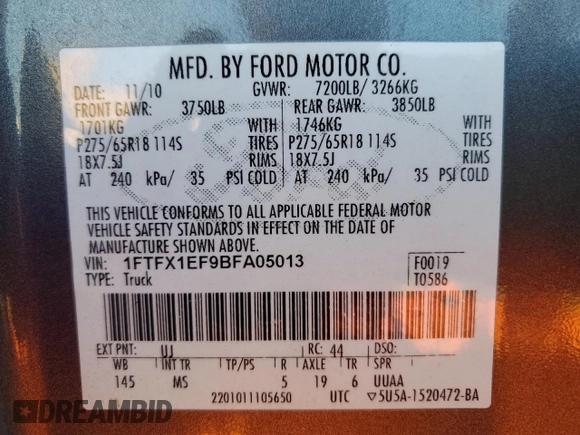 MFD. BY FORD MOTOR CO.
DATE: 11/10 GVWR: 7200LB/ 3266KG
FRONT GAWR: 3750LB REAR GAWR: 3850LB
1701KG WITH 1746KG WITH
P275/65R18 114S TIRES P275/65R18 114S TIRES
18X7.5J RIMS 18X7.5J RIMS
AT 240 kPa/ 35 PSI COLD AT 240 kPa/ 35 PSI COLD
THIS VEHICLE CONFORMS TO ALL APPLICABLE FEDERAL MOTOR
VEHICLE SAFETY STANDARDS IN EFFECT ON THE DATE OF
MANUFACTURE SHOWN ABOVE.
VIN: 1FTFX1EF9BFA05013 F0019
TYPE: Truck T0586
EXT PNT: UJ RC: 44 DSO:
WB INT TR TP/PS R AXLE TR SPR
145 MS 5 19 6 UUAA
2201011105650 UTC ▽5U5A-1520472-BA
DREAMBID